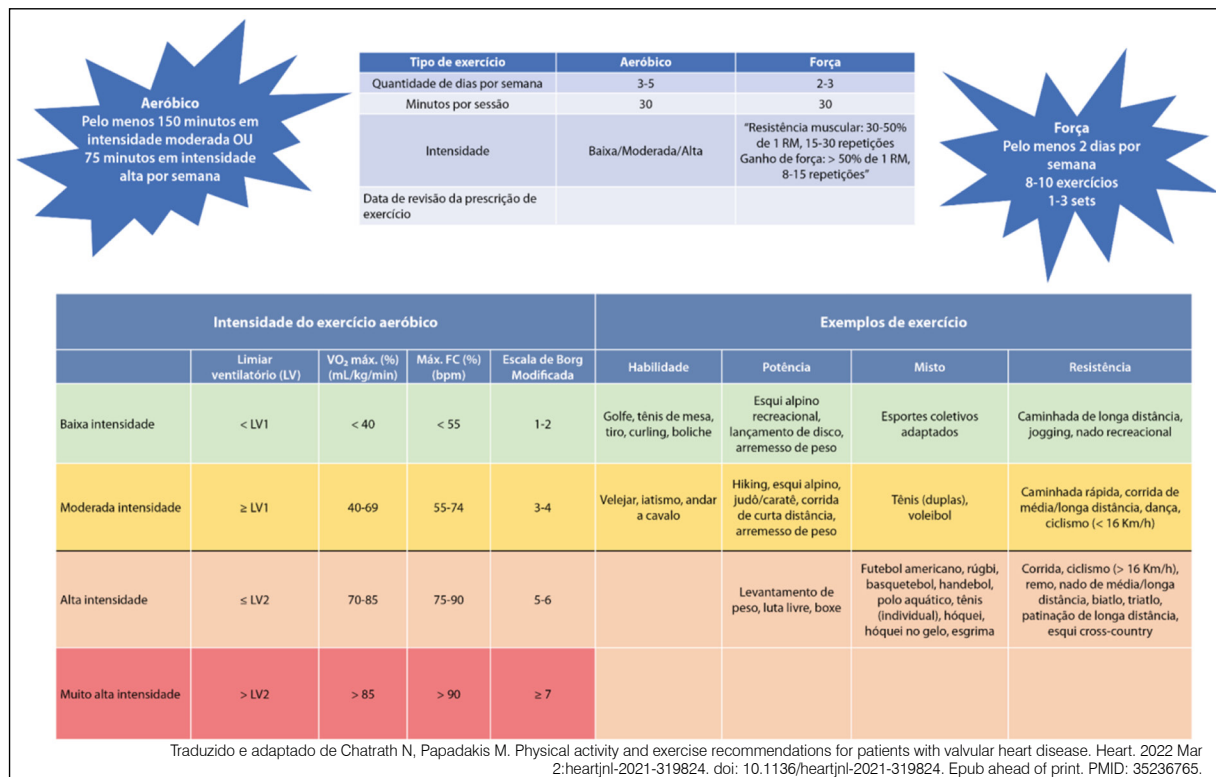 Aeróbico
Pelo menos 150 minutos em
intensidade moderada OU
75 minutos em intensidade
alta por semana
Tipo de exercício Aeróbico Força
Quantidade de dias por semana 3-5 2-3
Minutos por sessão 30 30
Intensidade Baixa/Moderada/Alta
“Resistência muscular: 30-50%
de 1 RM, 15-30 repetições
Ganho de força: > 50% de 1 RM,
8-15 repetições”
Data de revisão da prescrição de
exercício
Força
Pelo menos 2 dias por
semana
8-10 exercícios
1-3 sets
Intensidade do exercício aeróbico Exemplos de exercício
Limiar
ventilatório (LV)
VO₂ máx. (%)
(mL/kg/min)
Máx. FC (%)
(bpm)
Escala de Borg
Modificada
Habilidade Potência Misto Resistência
Baixa intensidade < LV1 < 40 < 55 1-2
Golfe, tênis de mesa,
tiro, curling, boliche
Esqui alpino
recreacional,
lançamento de disco,
arremesso de peso
Esportes coletivos
adaptados
Caminhada de longa distância,
jogging, nado recreacional
Moderada intensidade ≥ LV1 40-69 55-74 3-4
Velejar, iatismo, andar
a cavalo
Hiking, esqui alpino,
judô/caratê, corrida
de curta distância,
arremesso de peso
Tênis (duplas),
voleibol
Caminhada rápida, corrida de
média/longa distância, dança,
ciclismo (< 16 Km/h)
Alta intensidade ≤ LV2 70-85 75-90 5-6
Levantamento de
peso, luta livre, boxe
Futebol americano, rúgbi,
basquetebol, handebol,
polo aquático, tênis
(individual), hóquei,
hóquei no gelo, esgrima
Corrida, ciclismo (> 16 Km/h),
remo, nado de média/longa
distância, biatlo, triatlo,
patinação de longa distância,
esqui cross-country
Muito alta intensidade > LV2 > 85 > 90 ≥ 7
Traduzido e adaptado de Chatrath N, Papadakis M. Physical activity and exercise recommendations for patients with valvular heart disease. Heart. 2022 Mar
2:heartjnl-2021-319824. doi: 10.1136/heartjnl-2021-319824. Epub ahead of print. PMID: 35236765.